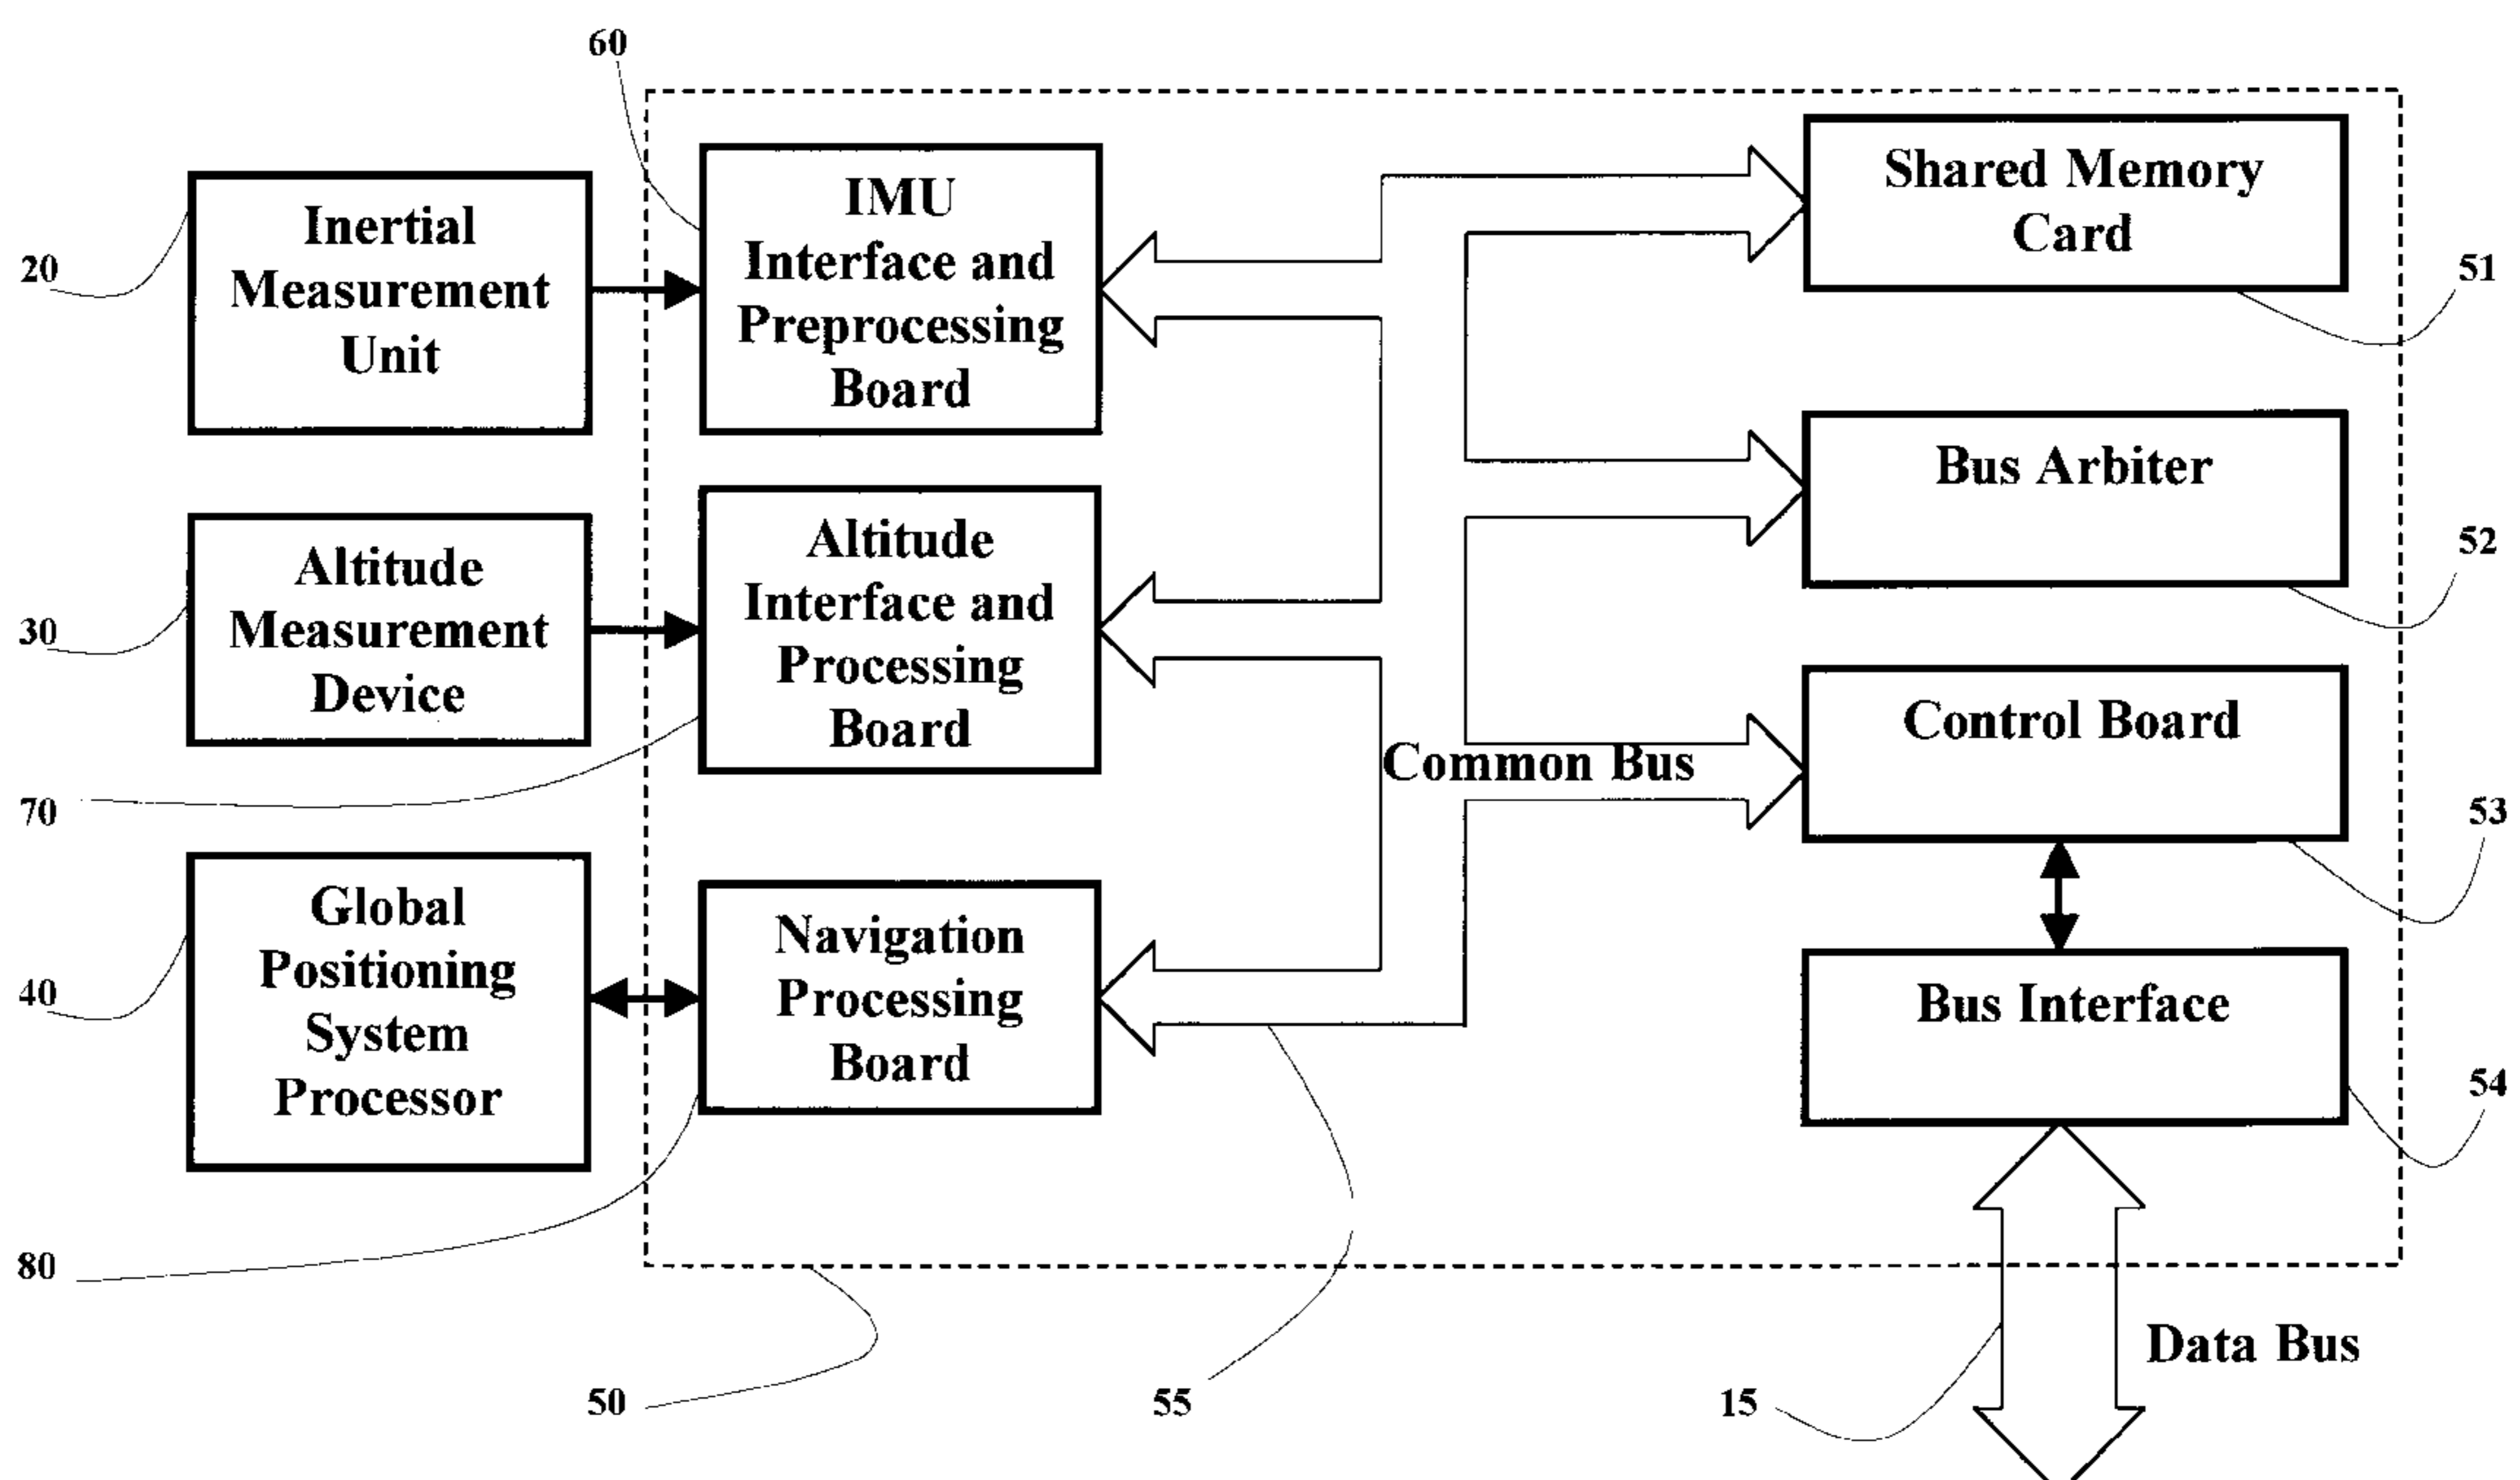 60
Inertial
Measurement
Unit
20
IMU
Interface and
Preprocessing
Board
Shared Memory
Card
51
Altitude
Measurement
Device
30
Altitude
Interface and
Processing
Board
70
Bus Arbiter
52
Common Bus
Control Board
53
Global
Positioning
System
Processor
40
Navigation
Processing
Board
80
Bus Interface
54
50
55
15
Data Bus